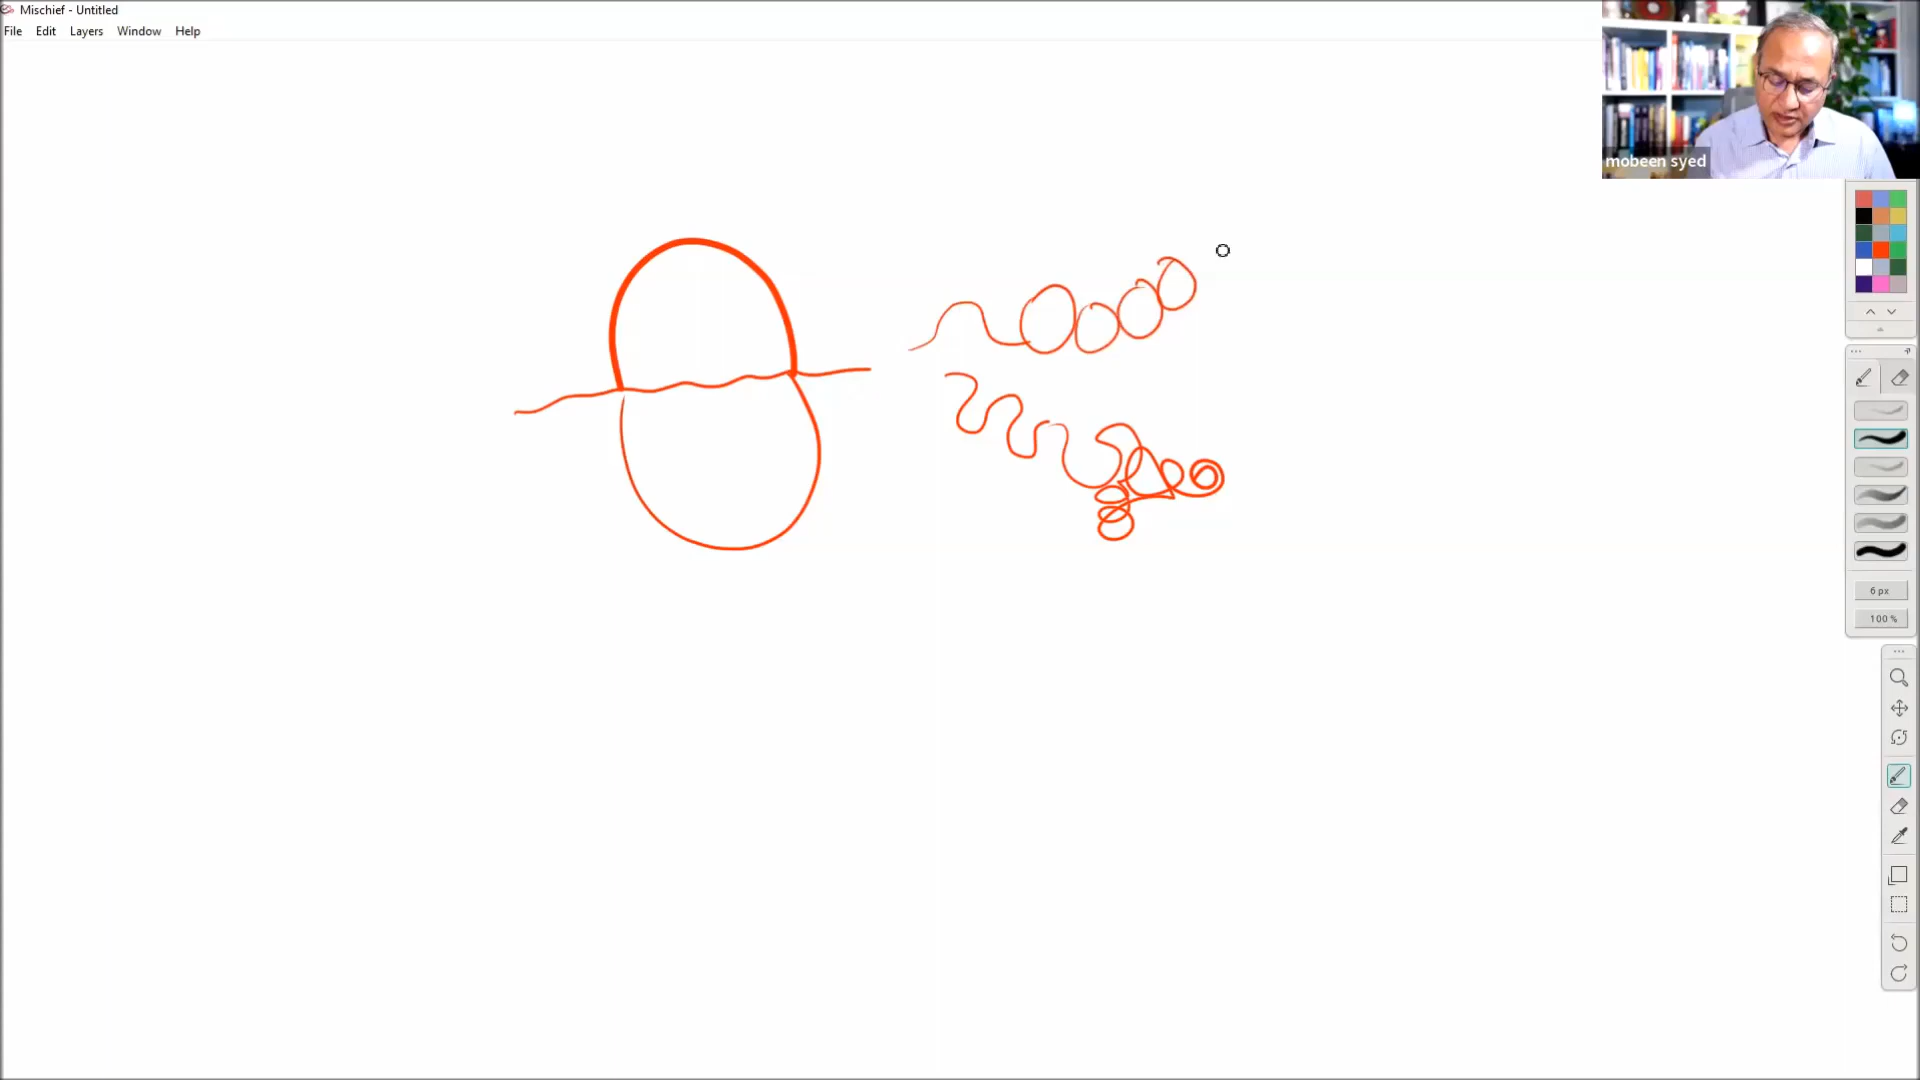 Mischief - Untitled
File Edit Layers Window Help
mobeen syed
6 px
100 %